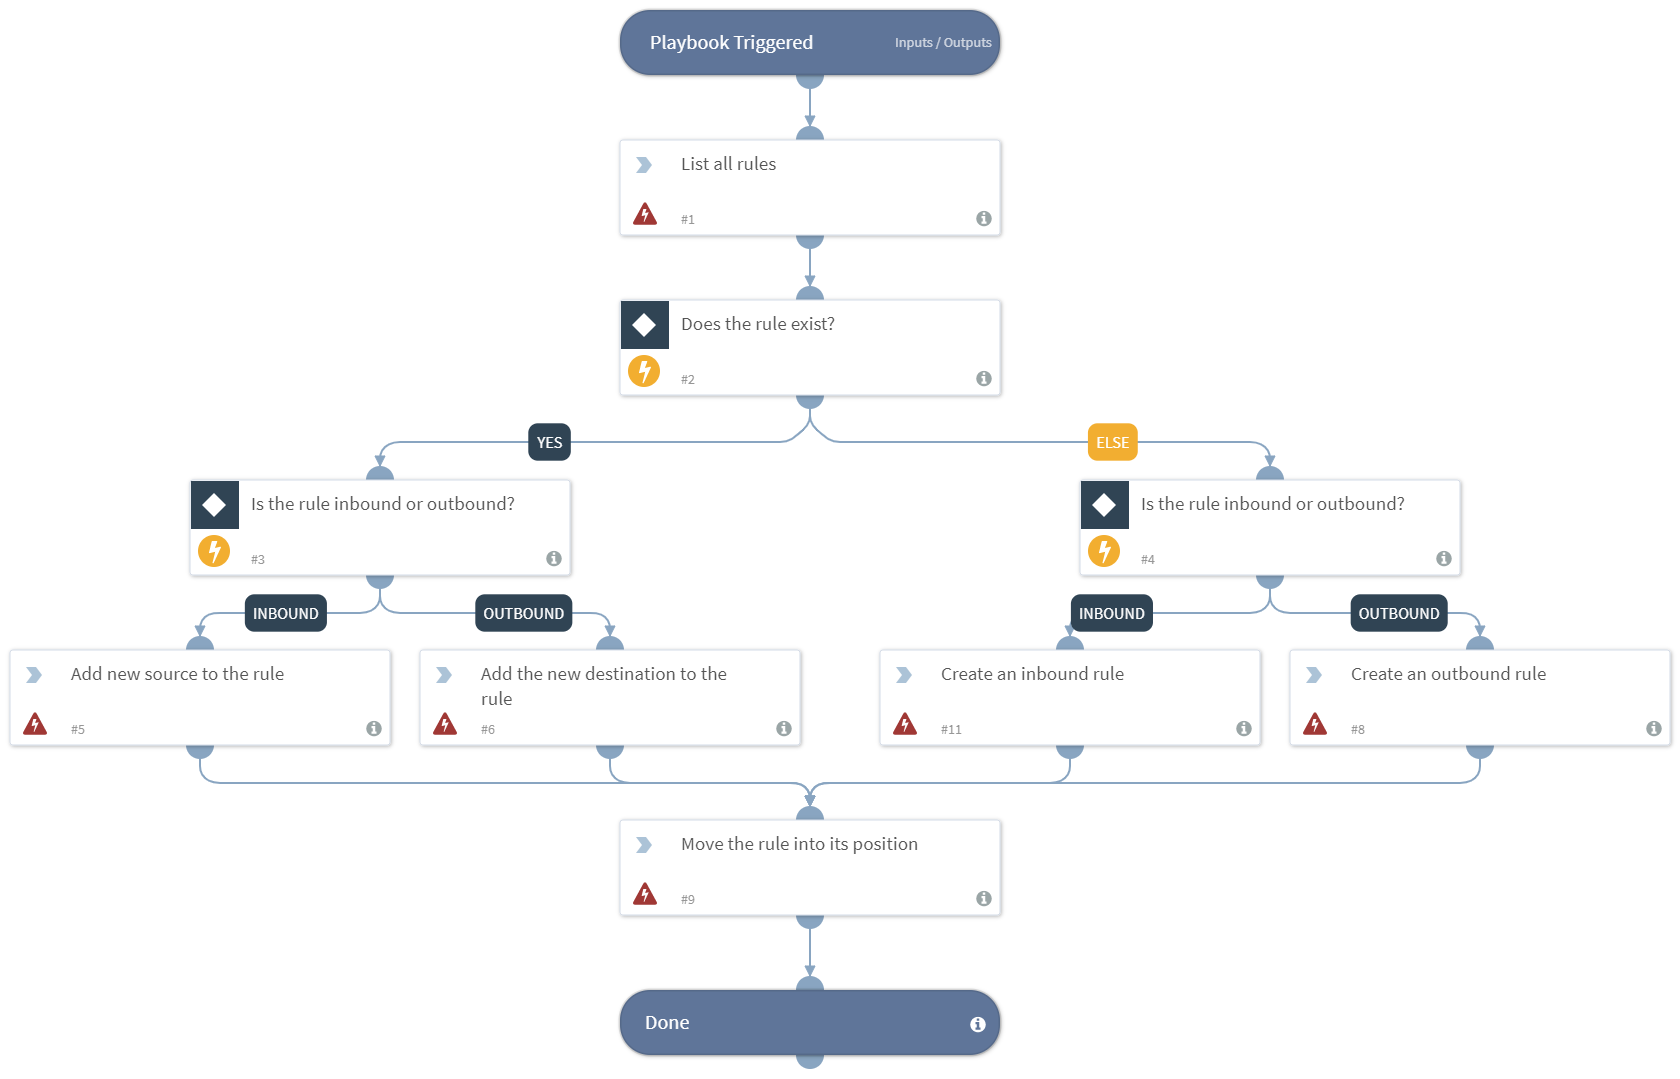 Playbook Triggered
Inputs / Outputs
List all rules
#1
Does the rule exist?
#2
YES
ELSE
Is the rule inbound or outbound?
#3
Is the rule inbound or outbound?
#4
INBOUND
OUTBOUND
INBOUND
OUTBOUND
Add new source to the rule
#5
Add the new destination to the
rule
#6
Create an inbound rule
#11
Create an outbound rule
#8
Move the rule into its position
#9
Done